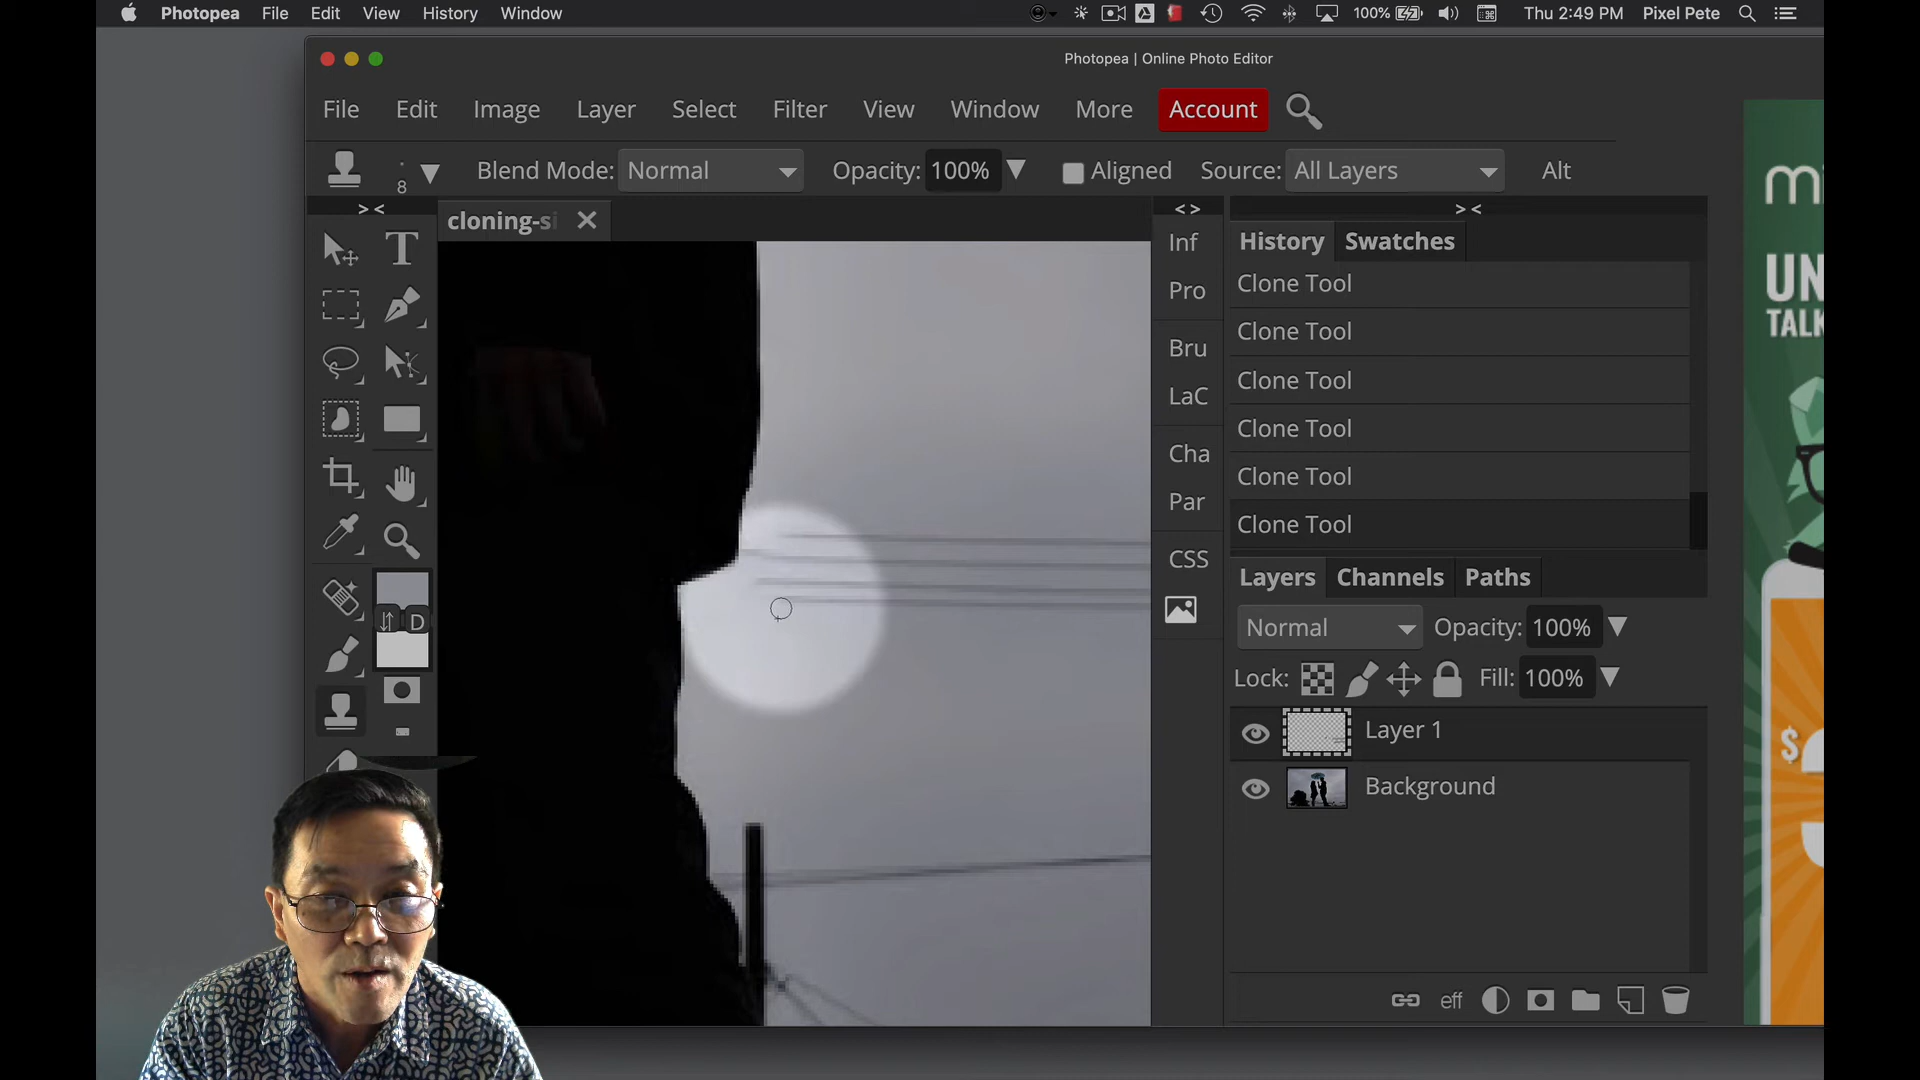 Photopea File Edit View History Window 100% Thu 2:49 PM Pixel Pete
Photopea | Online Photo Editor
File Edit Image Layer Select Filter View Window More Account
8 Blend Mode: Normal Opacity: 100% Aligned Source: All Layers Alt
> < < > > <
cloning-si
T
D
Inf
Pro
Bru
LaC
Cha
Par
CSS
History Swatches
Clone Tool
Clone Tool
Clone Tool
Clone Tool
Clone Tool
Clone Tool
Layers Channels Paths
Normal Opacity: 100%
Lock: Fill: 100%
Layer 1
Background
eff
mi
UN
TALK
$